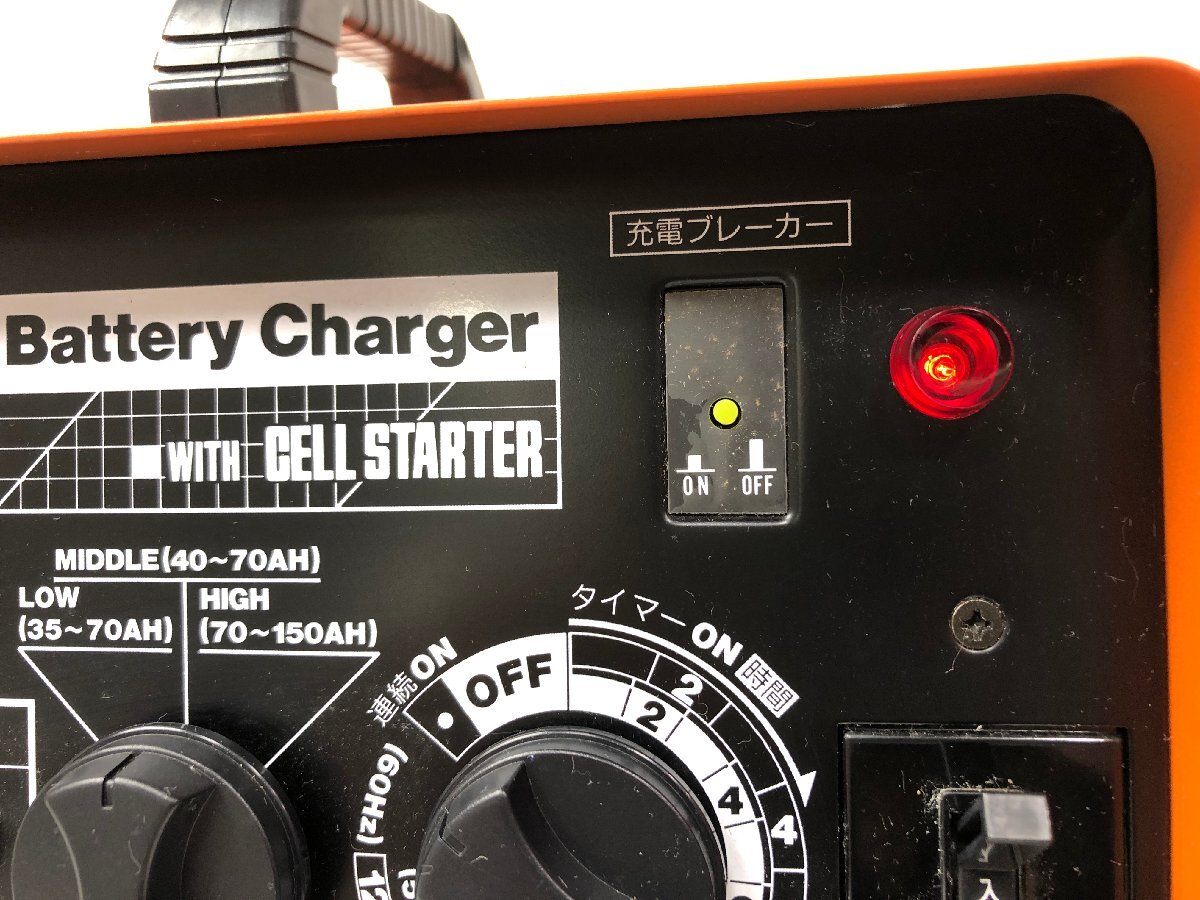 充電ブレーカー
Battery Charger
WITH CELL STARTER
ON OFF
MIDDLE(40~70AH)
LOW
(35~70AH)
HIGH
(70~150AH)
タイマーON時間
連続ON
OFF
2
2
4
4
(60Hz)
12
入